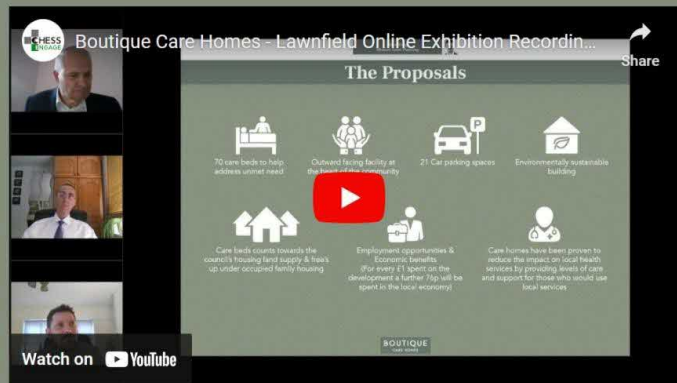 CHESS
ENGAGE
Boutique Care Homes - Lawnfield Online Exhibition Recordin...
Share
The Proposals
P
70 care beds to help
address unmet need
Outward facing facility at
the heart of the community
21 Car parking spaces
Environmentally sustainable
building
Care beds counts towards the
council's housing land supply & free's
up under occupied family housing
Employment opportunities &
Economic benefits
(For every £1 spent on the
development a further 76p will be
spent in the local economy)
Care homes have been proven to
reduce the impact on local health
services by providing levels of care
and support for those who would use
local services
BOUTIQUE
CARE HOMES
Watch on YouTube